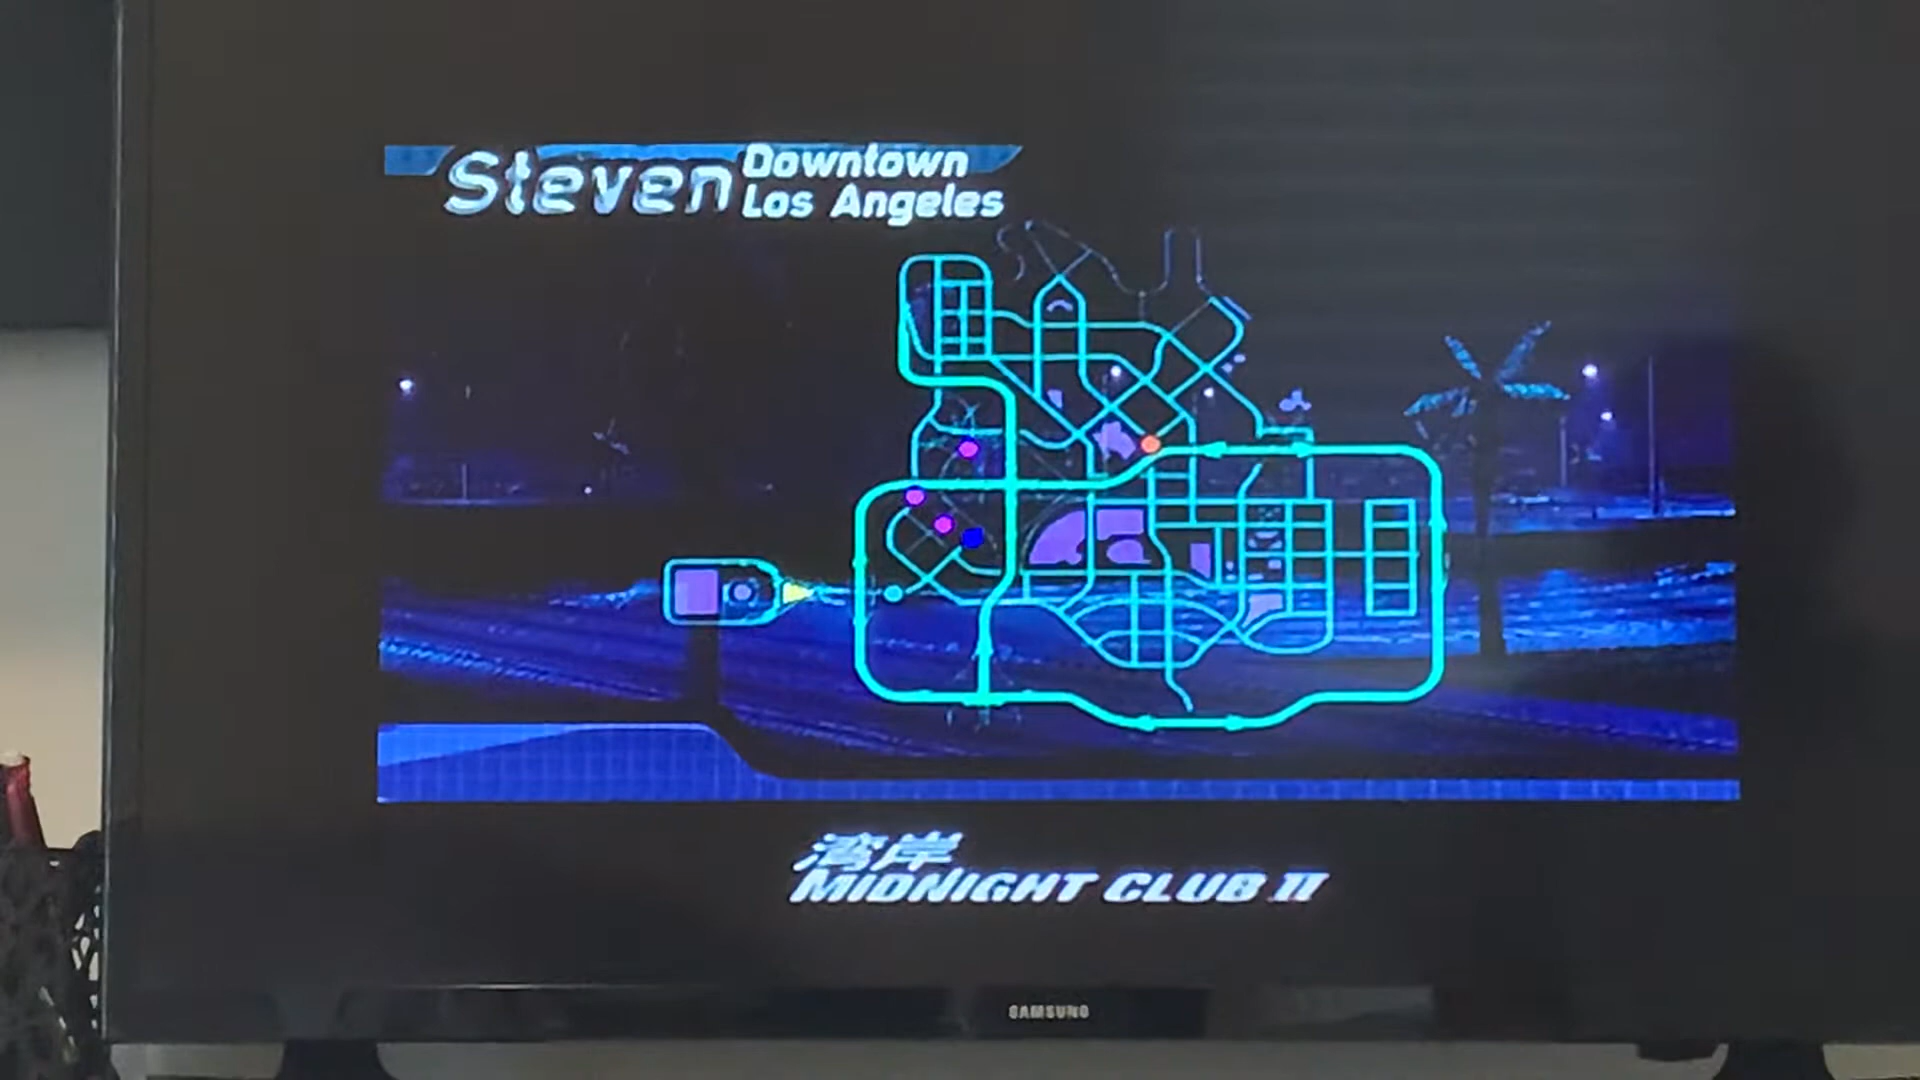 Steven
Downtown
Los Angeles
湾岸
MIDNIGHT CLUB II
SAMSUNG